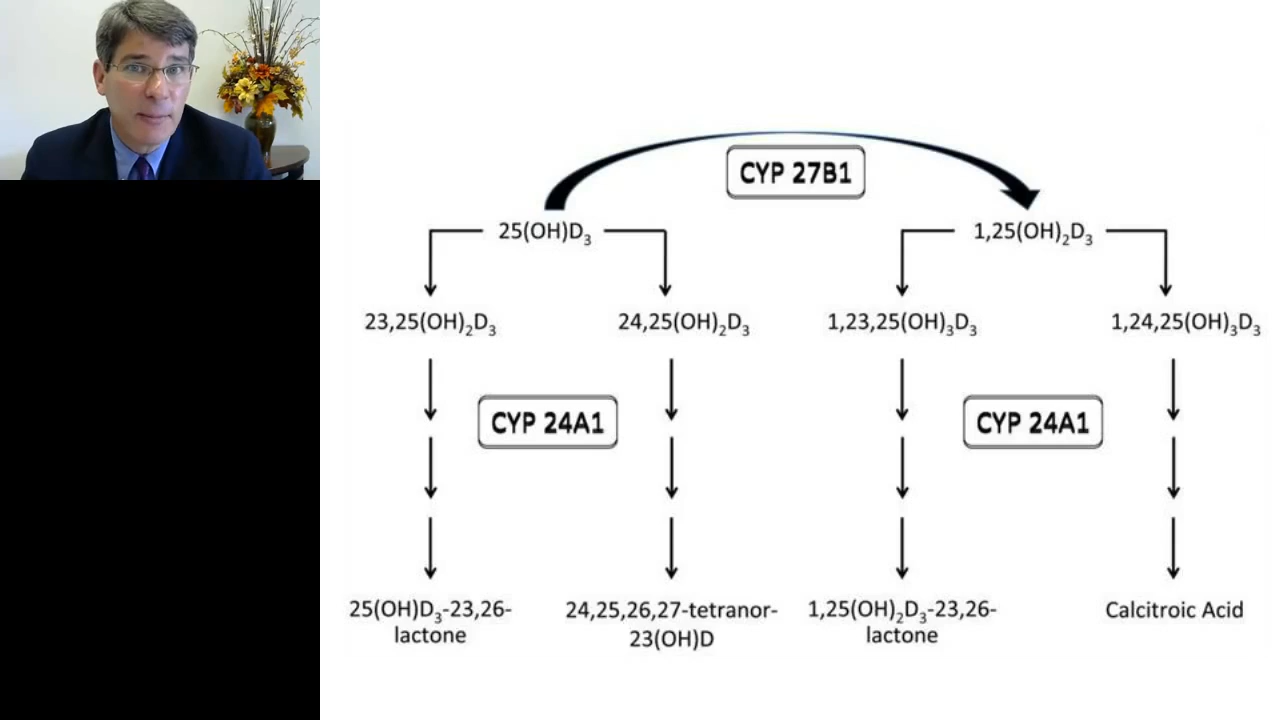 CYP 27B1
25(OH)D₃
1,25(OH)₂D₃
23,25(OH)₂D₃
24,25(OH)₂D₃
1,23,25(OH)₃D₃
1,24,25(OH)₃D₃
CYP 24A1
CYP 24A1
25(OH)D₃-23,26-
lactone
24,25,26,27-tetranor-
23(OH)D
1,25(OH)₂D₃-23,26-
lactone
Calcitroic Acid